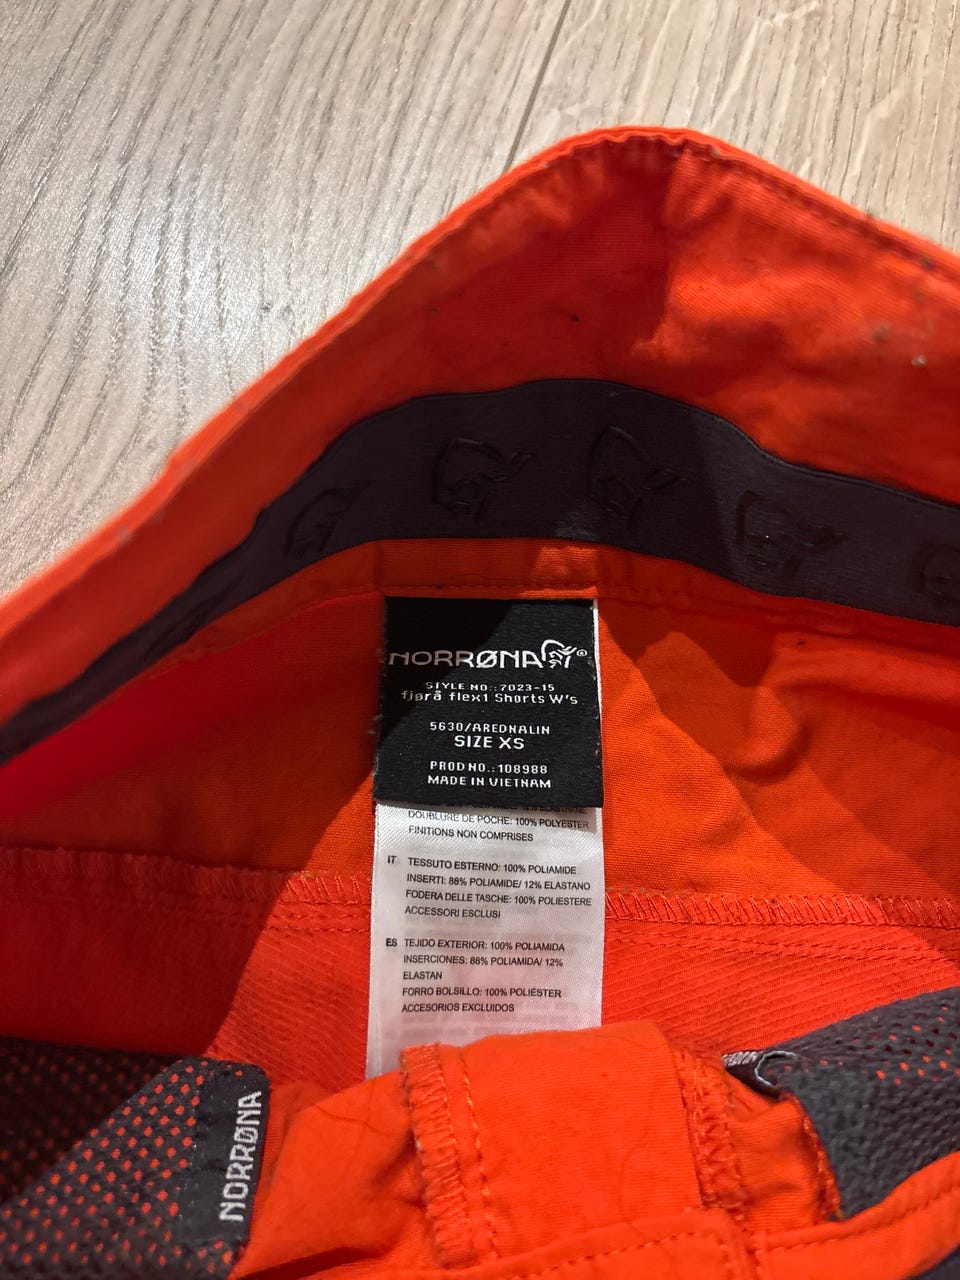 NORRØNA®
STYLE NO.:7023-15
fjørå flex1 Shorts W's
5630/AREDNALIN
SIZE XS
PROD NO.:108988
MADE IN VIETNAM
DOUBLURE DE POCHE: 100% POLYESTER
FINITIONS NON COMPRISES
IT TESSUTO ESTERNO: 100% POLIAMIDE
INSERTI: 88% POLIAMIDE/ 12% ELASTANO
FODERA DELLE TASCHE: 100% POLIESTERE
ACCESSORI ESCLUSI
ES TEJIDO EXTERIOR: 100% POLIAMIDA
INSERCIONES: 88% POLIAMIDA/ 12%
ELASTAN
FORRO BOLSILLO: 100% POLIÉSTER
ACCESORIOS EXCLUIDOS
NORRØNA